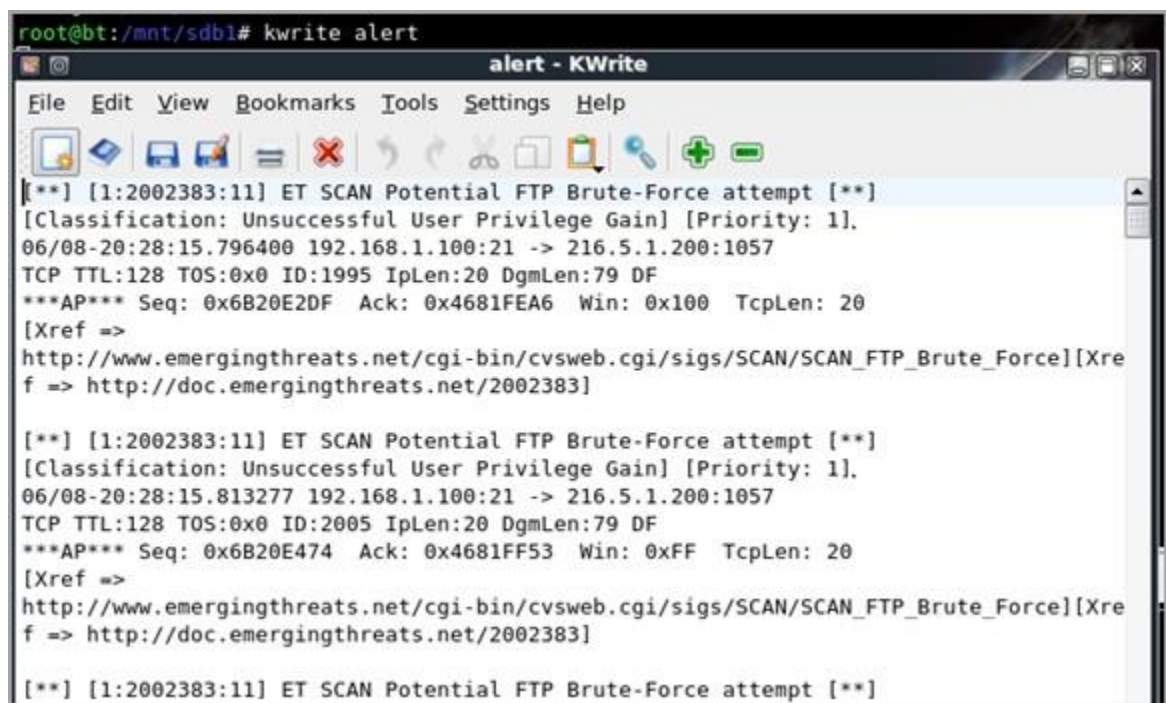 root@bt:/mnt/sdb1# kwrite alert
alert - KWrite
File Edit View Bookmarks Tools Settings Help
[**] [1:2002383:11] ET SCAN Potential FTP Brute-Force attempt [**]
[Classification: Unsuccessful User Privilege Gain] [Priority: 1].
06/08-20:28:15.796400 192.168.1.100:21 -> 216.5.1.200:1057
TCP TTL:128 TOS:0x0 ID:1995 IpLen:20 DgmLen:79 DF
***AP*** Seq: 0x6B20E2DF Ack: 0x4681FEA6 Win: 0x100 TcpLen: 20
[Xref =>
http://www.emergingthreats.net/cgi-bin/cvsweb.cgi/sigs/SCAN/SCAN_FTP_Brute_Force][Xre
f => http://doc.emergingthreats.net/2002383]
[**] [1:2002383:11] ET SCAN Potential FTP Brute-Force attempt [**]
[Classification: Unsuccessful User Privilege Gain] [Priority: 1].
06/08-20:28:15.813277 192.168.1.100:21 -> 216.5.1.200:1057
TCP TTL:128 TOS:0x0 ID:2005 IpLen:20 DgmLen:79 DF
***AP*** Seq: 0x6B20E474 Ack: 0x4681FF53 Win: 0xFF TcpLen: 20
[Xref =>
http://www.emergingthreats.net/cgi-bin/cvsweb.cgi/sigs/SCAN/SCAN_FTP_Brute_Force][Xre
f => http://doc.emergingthreats.net/2002383]
[**] [1:2002383:11] ET SCAN Potential FTP Brute-Force attempt [**]